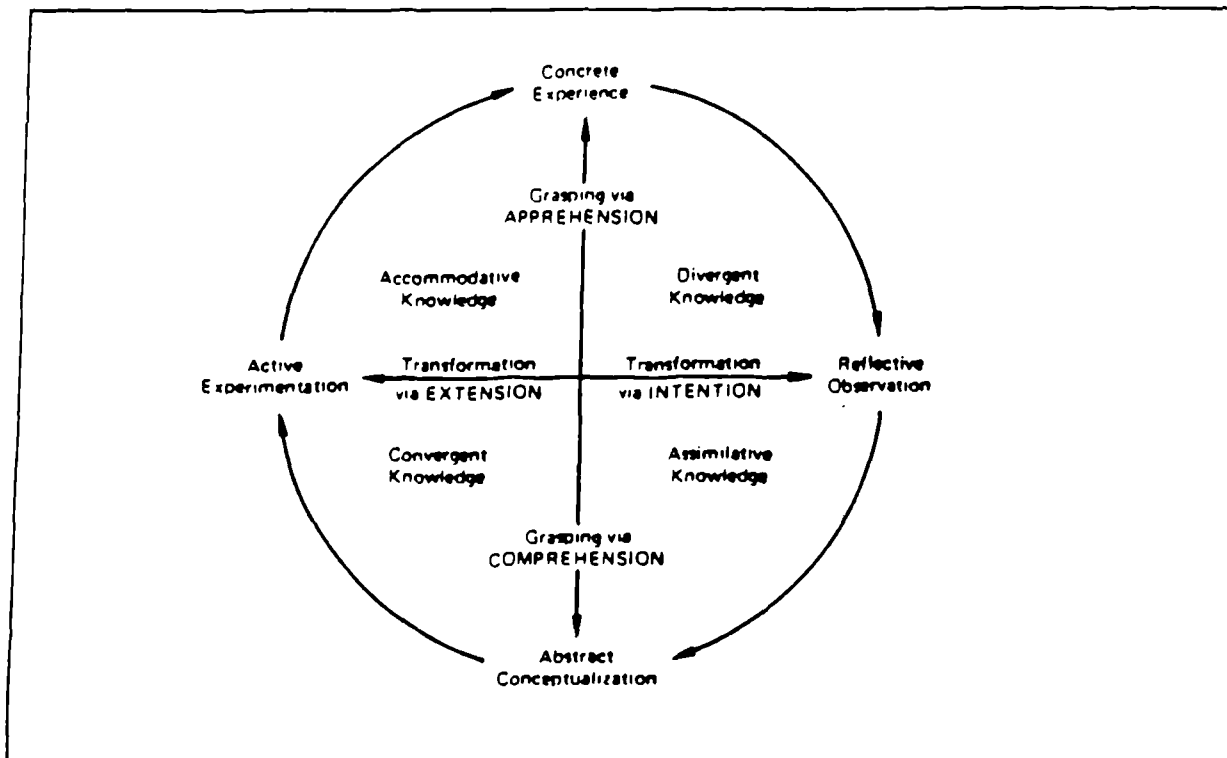 Concrete
Experience
Grasping via
APPREHENSION
Accommodative
Knowledge
Divergent
Knowledge
Active
Experimentation
Transformation
via EXTENSION
Transformation
via INTENTION
Reflective
Observation
Convergent
Knowledge
Assimilative
Knowledge
Grasping via
COMPREHENSION
Abstract
Conceptualization